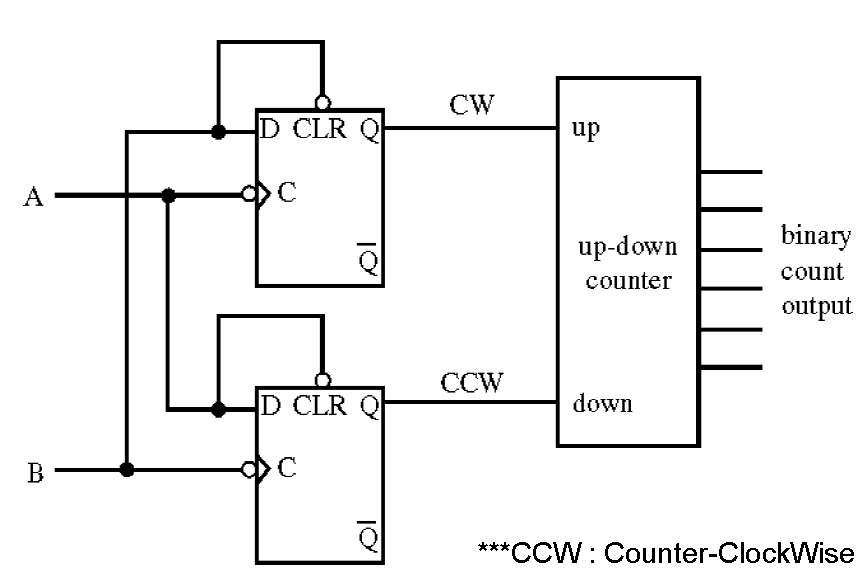 CW
D CLR Q
up
A
C
Q̅
up-down
counter
binary
count
output
CCW
D CLR Q
down
B
C
Q̅
***CCW : Counter-ClockWise